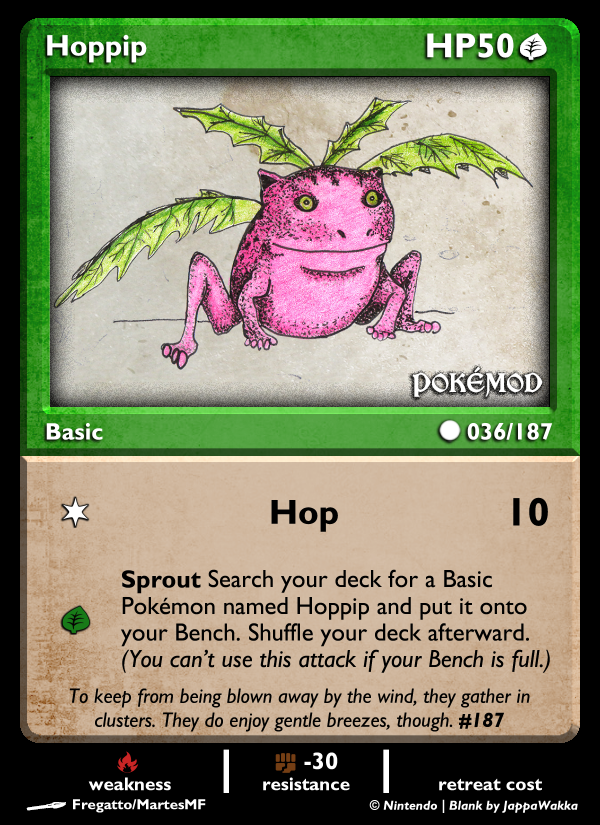 Hoppip HP50
POKÉMOD
Basic 036/187
Hop 10
Sprout Search your deck for a Basic
Pokémon named Hoppip and put it onto
your Bench. Shuffle your deck afterward.
(You can't use this attack if your Bench is full.)
To keep from being blown away by the wind, they gather in
clusters. They do enjoy gentle breezes, though. #187
-30
weakness resistance retreat cost
Fregatto/MartesMF © Nintendo | Blank by JappaWakka